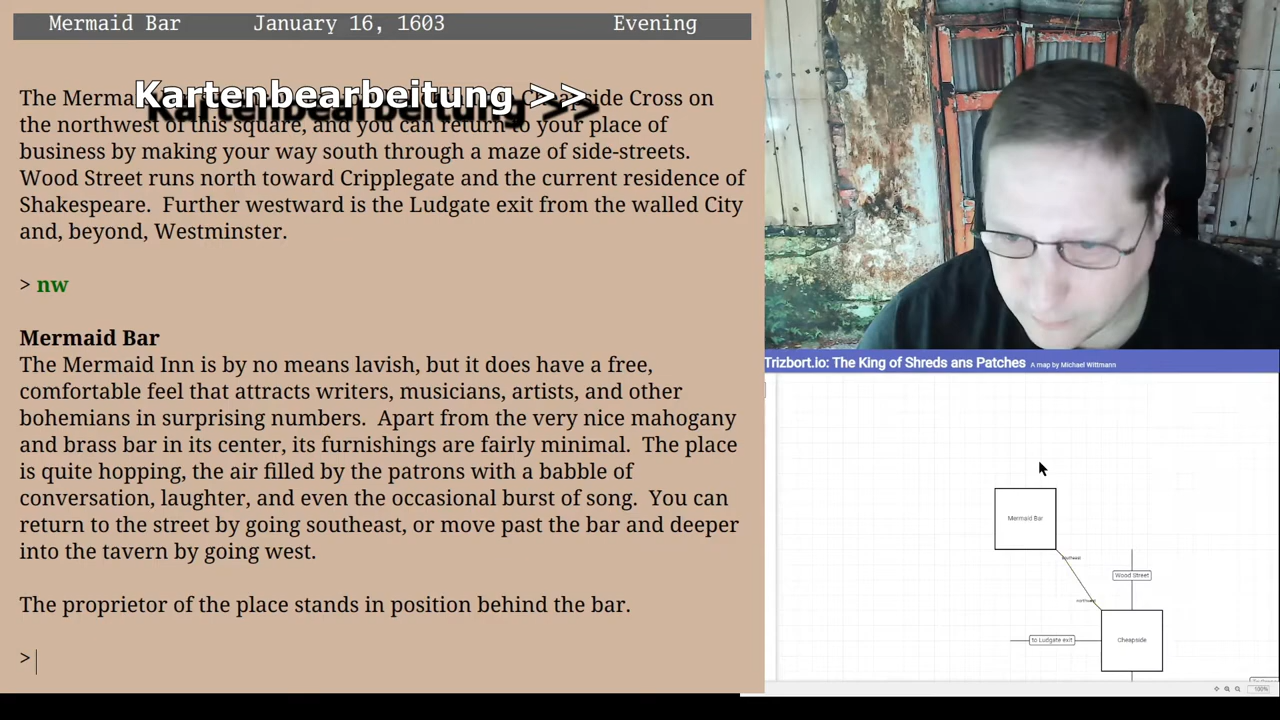 Mermaid Bar January 16, 1603 Evening
Kartenbearbeitung >>
The side Cross on
the northwest of this square, and you can return to your place of
business by making your way south through a maze of side-streets.
Wood Street runs north toward Cripplegate and the current residence of
Shakespeare. Further westward is the Ludgate exit from the walled City
and, beyond, Westminster.
> nw
Mermaid Bar
The Mermaid Inn is by no means lavish, but it does have a free,
comfortable feel that attracts writers, musicians, artists, and other
bohemians in surprising numbers. Apart from the very nice mahogany
and brass bar in its center, its furnishings are fairly minimal. The place
is quite hopping, the air filled by the patrons with a babble of
conversation, laughter, and even the occasional burst of song. You can
return to the street by going southeast, or move past the bar and deeper
into the tavern by going west.
The proprietor of the place stands in position behind the bar.
>
Trizbort.io: The King of Shreds ans Patches A map by Michael Wittmann
Mermaid Bar
southeast
Wood Street
northwest
to Ludgate exit
Cheapside
100%